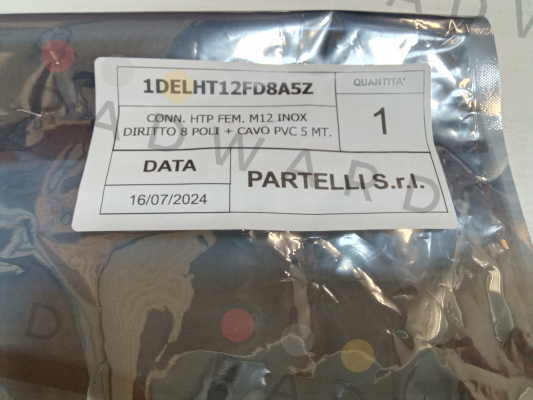 1DELHT12FD8A5Z
QUANTITA'
CONN. HTP FEM. M12 INOX
DIRITTO 8 POLI + CAVO PVC 5 MT.
1
DATA
PARTELLI S.r.l.
16/07/2024
ADWARD